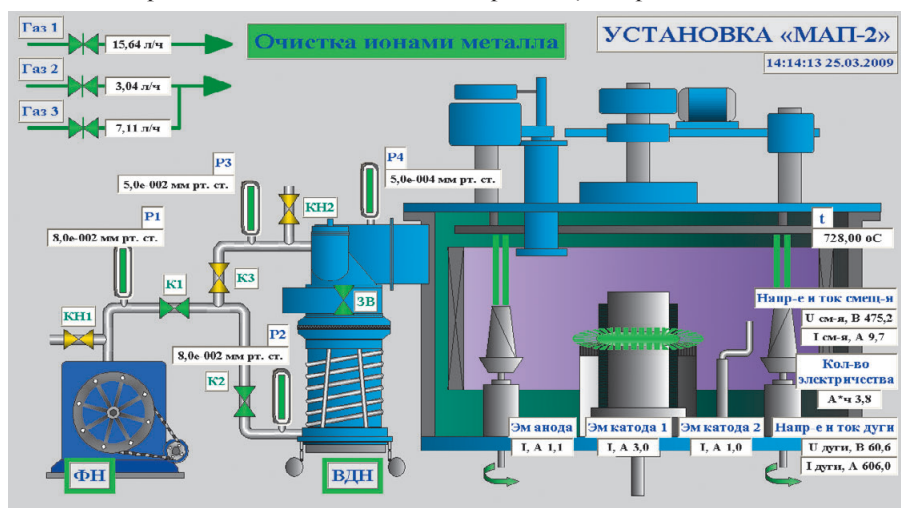 Газ 1
15,64 л/ч
Газ 2
3,04 л/ч
Газ 3
7,11 л/ч
Очистка ионами металла
УСТАНОВКА «МАП-2»
14:14:13 25.03.2009
P3
5,0e-002 мм рт. ст.
P4
5,0e-004 мм рт. ст.
КН2
P1
8,0e-002 мм рт. ст.
К1
К3
ЗВ
КН1
P2
8,0e 002 мм рт. ст.
К2
ФН
ВДН
t
728,00 оС
Напр-е и ток смещ-я
U см-я, В 475,2
I см-я, А 9,7
Кол-во
электричества
А*ч 3,8
Эм анода
I, А 1,1
Эм катода 1
I, А 3,0
Эм катода 2
I, А 1,0
Напр-е и ток дуги
U дуги, В 60,6
I дуги, А 606,0